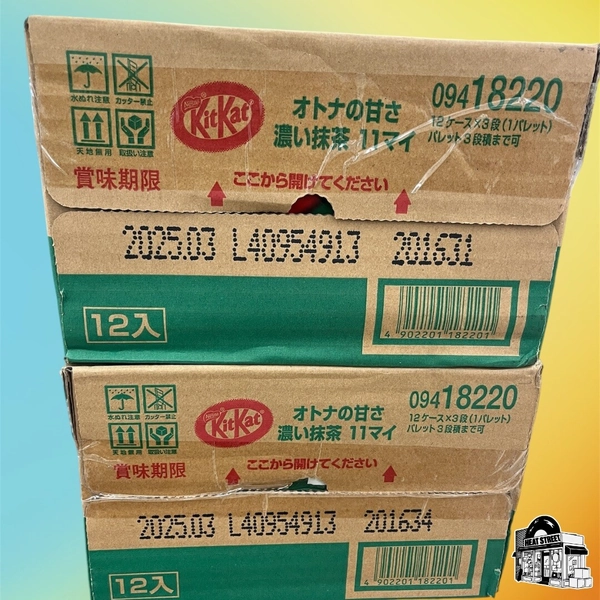 水ぬれ注意
カッター禁止
天地無用
取扱い注意
Nestlé
KitKat
オトナの甘さ
濃い抹茶 11マイ
09418220
12ケース×3段(1パレット)
パレット3段積まで可
賞味期限
ここから開けてください
2025.03 L40954913 201631
12入
4 902201 182201
水ぬれ注意
カッター禁止
天地無用
取扱い注意
Nestlé
KitKat
オトナの甘さ
濃い抹茶 11マイ
09418220
12ケース×3段(1パレット)
パレット3段積まで可
賞味期限
ここから開けてください
2025.03 L40954913 201634
12入
4 902201 182201
HEAT STREET